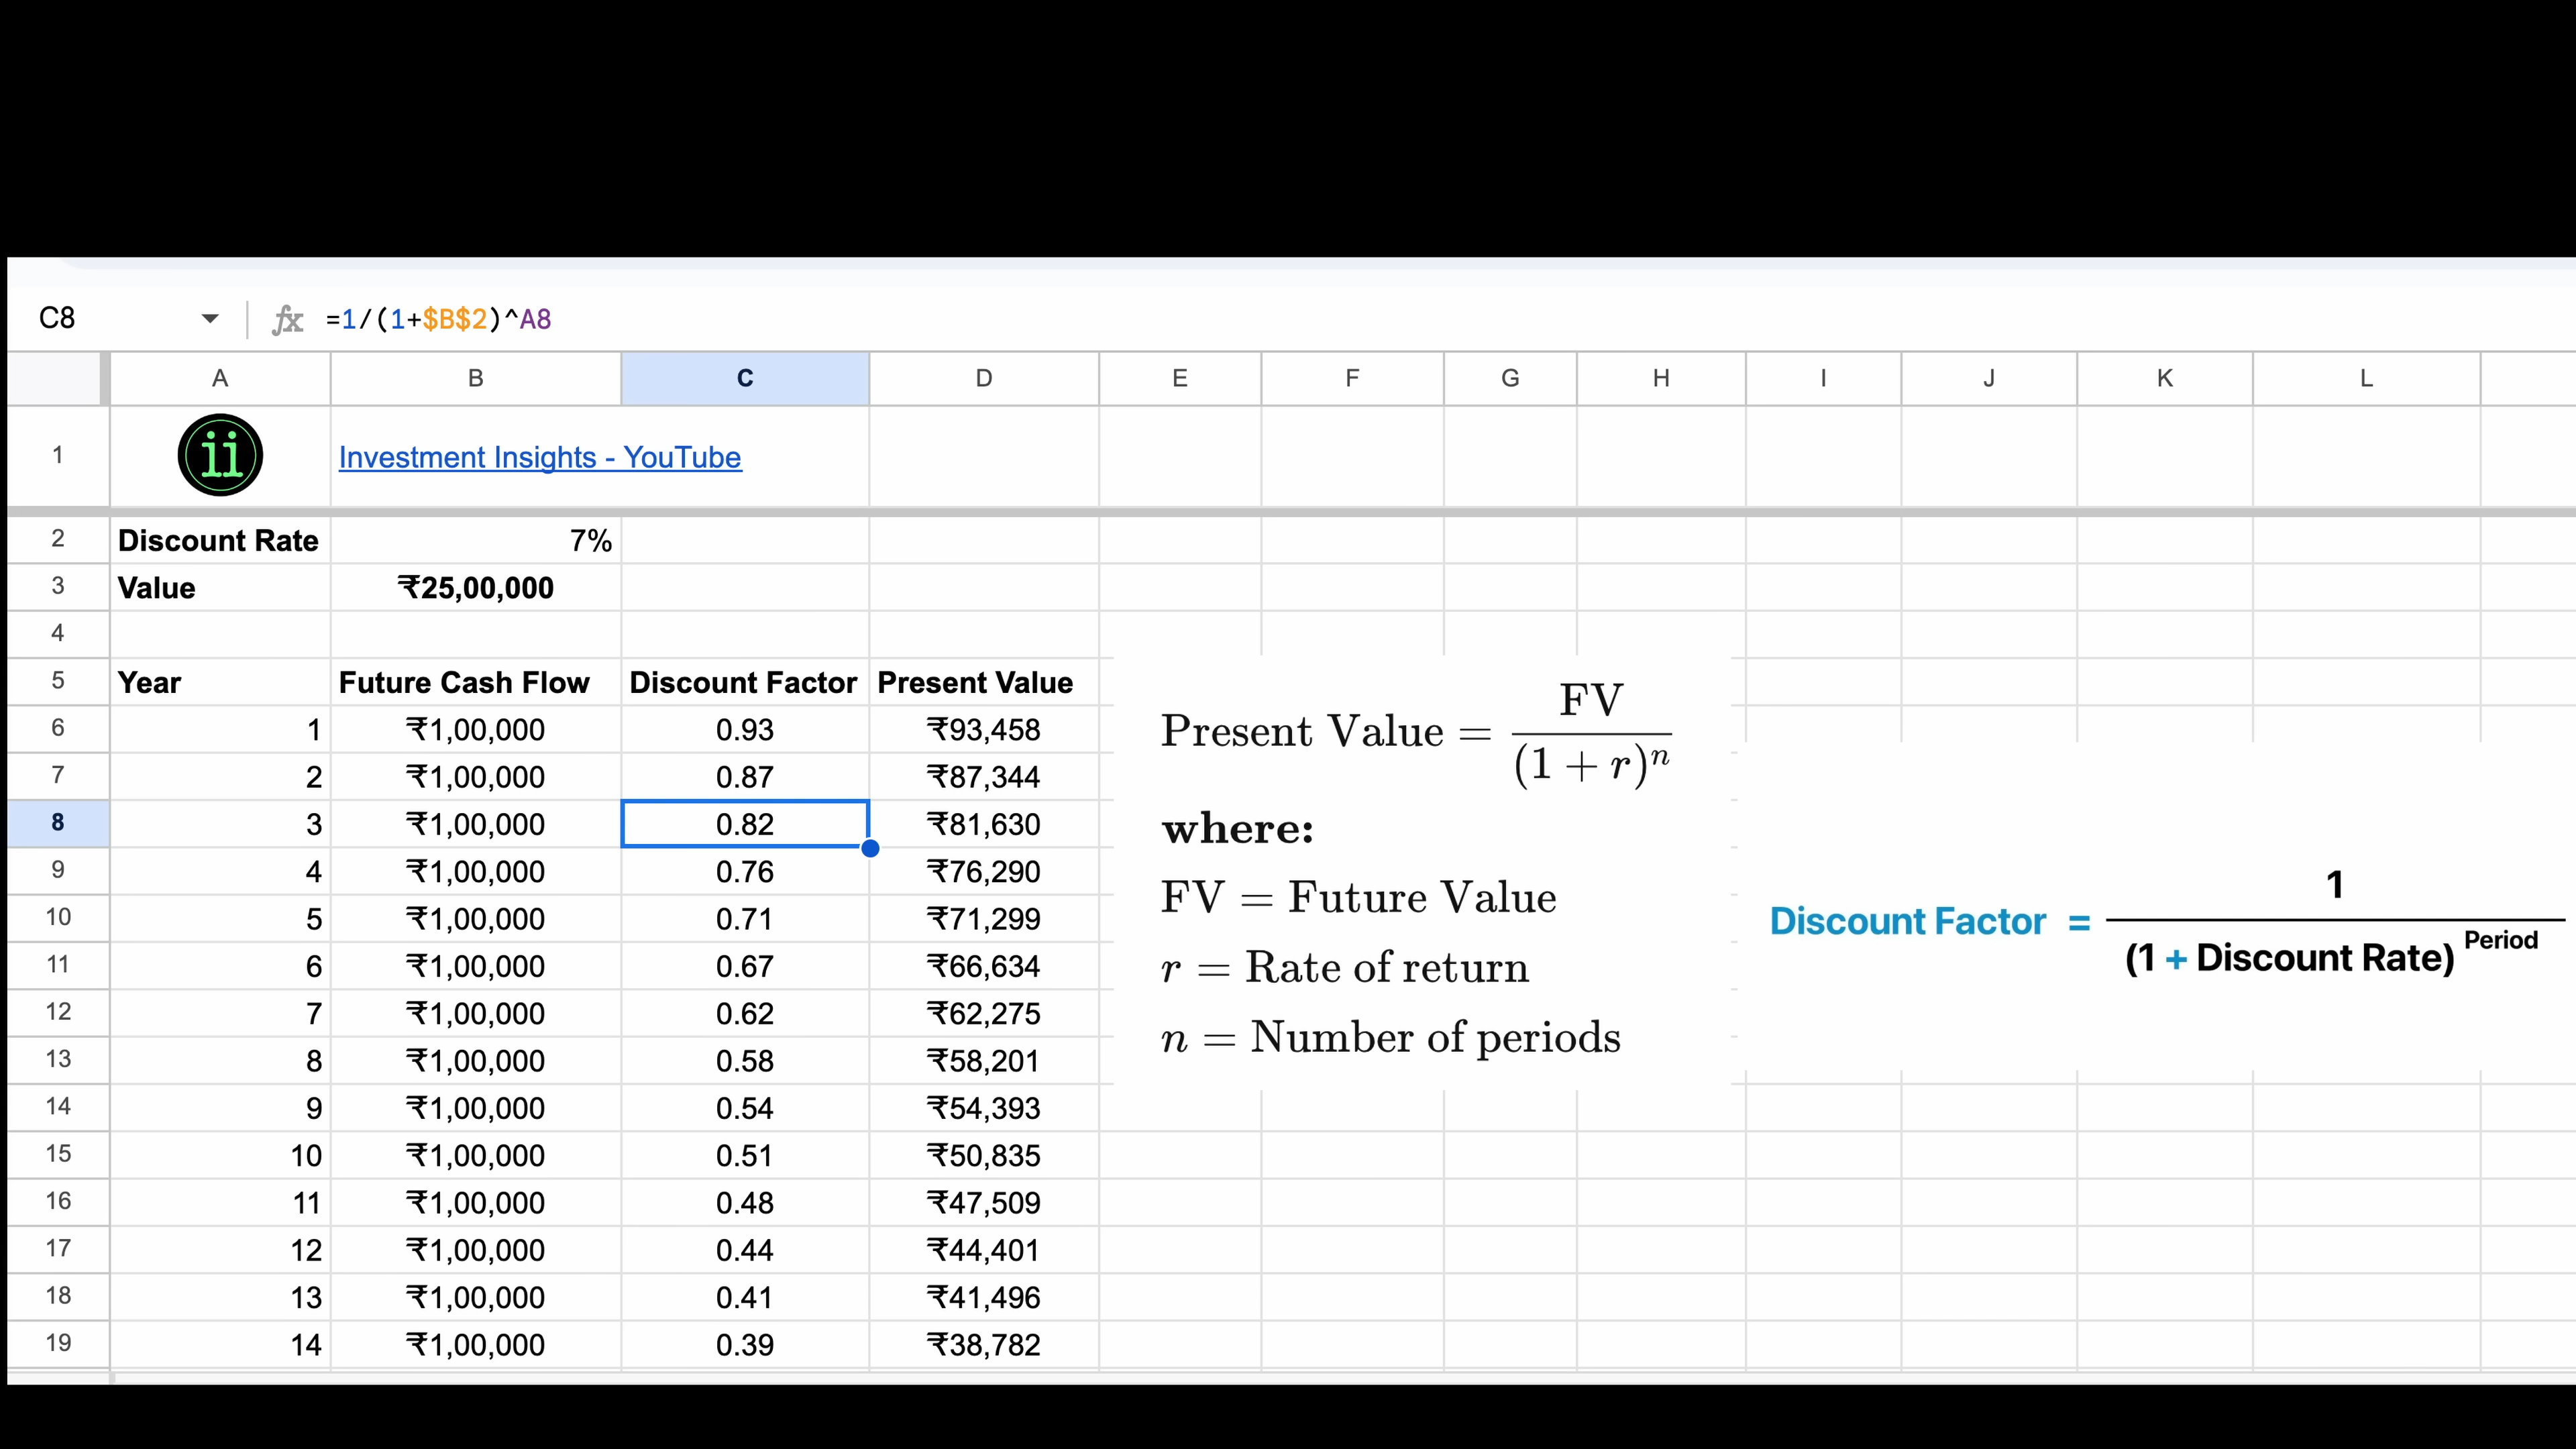 C8 fx =1/(1+$B$2)^A8
A B C D E F G H I J K L
1 ii Investment Insights - YouTube
2 Discount Rate 7%
3 Value ₹25,00,000
4
5 Year Future Cash Flow Discount Factor Present Value
6 1 ₹1,00,000 0.93 ₹93,458
7 2 ₹1,00,000 0.87 ₹87,344
8 3 ₹1,00,000 0.82 ₹81,630
9 4 ₹1,00,000 0.76 ₹76,290
10 5 ₹1,00,000 0.71 ₹71,299
11 6 ₹1,00,000 0.67 ₹66,634
12 7 ₹1,00,000 0.62 ₹62,275
13 8 ₹1,00,000 0.58 ₹58,201
14 9 ₹1,00,000 0.54 ₹54,393
15 10 ₹1,00,000 0.51 ₹50,835
16 11 ₹1,00,000 0.48 ₹47,509
17 12 ₹1,00,000 0.44 ₹44,401
18 13 ₹1,00,000 0.41 ₹41,496
19 14 ₹1,00,000 0.39 ₹38,782
Present Value = FV / (1 + r)^n
where:
FV = Future Value
r = Rate of return
n = Number of periods
Discount Factor = 1 / (1 + Discount Rate)^Period